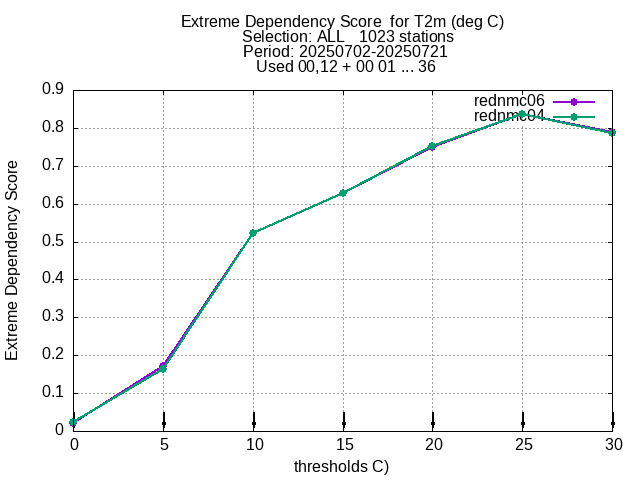 Extreme Dependency Score  for T2m (deg C)
Selection: ALL   1023 stations
Period: 20250702-20250721
Used 00,12 + 00 01 ... 36
rednmc06
rednmc04
0.9
0.8
0.7
0.6
0.5
0.4
0.3
0.2
0.1
0
Extreme Dependency Score
0 5 10 15 20 25 30
thresholds C)